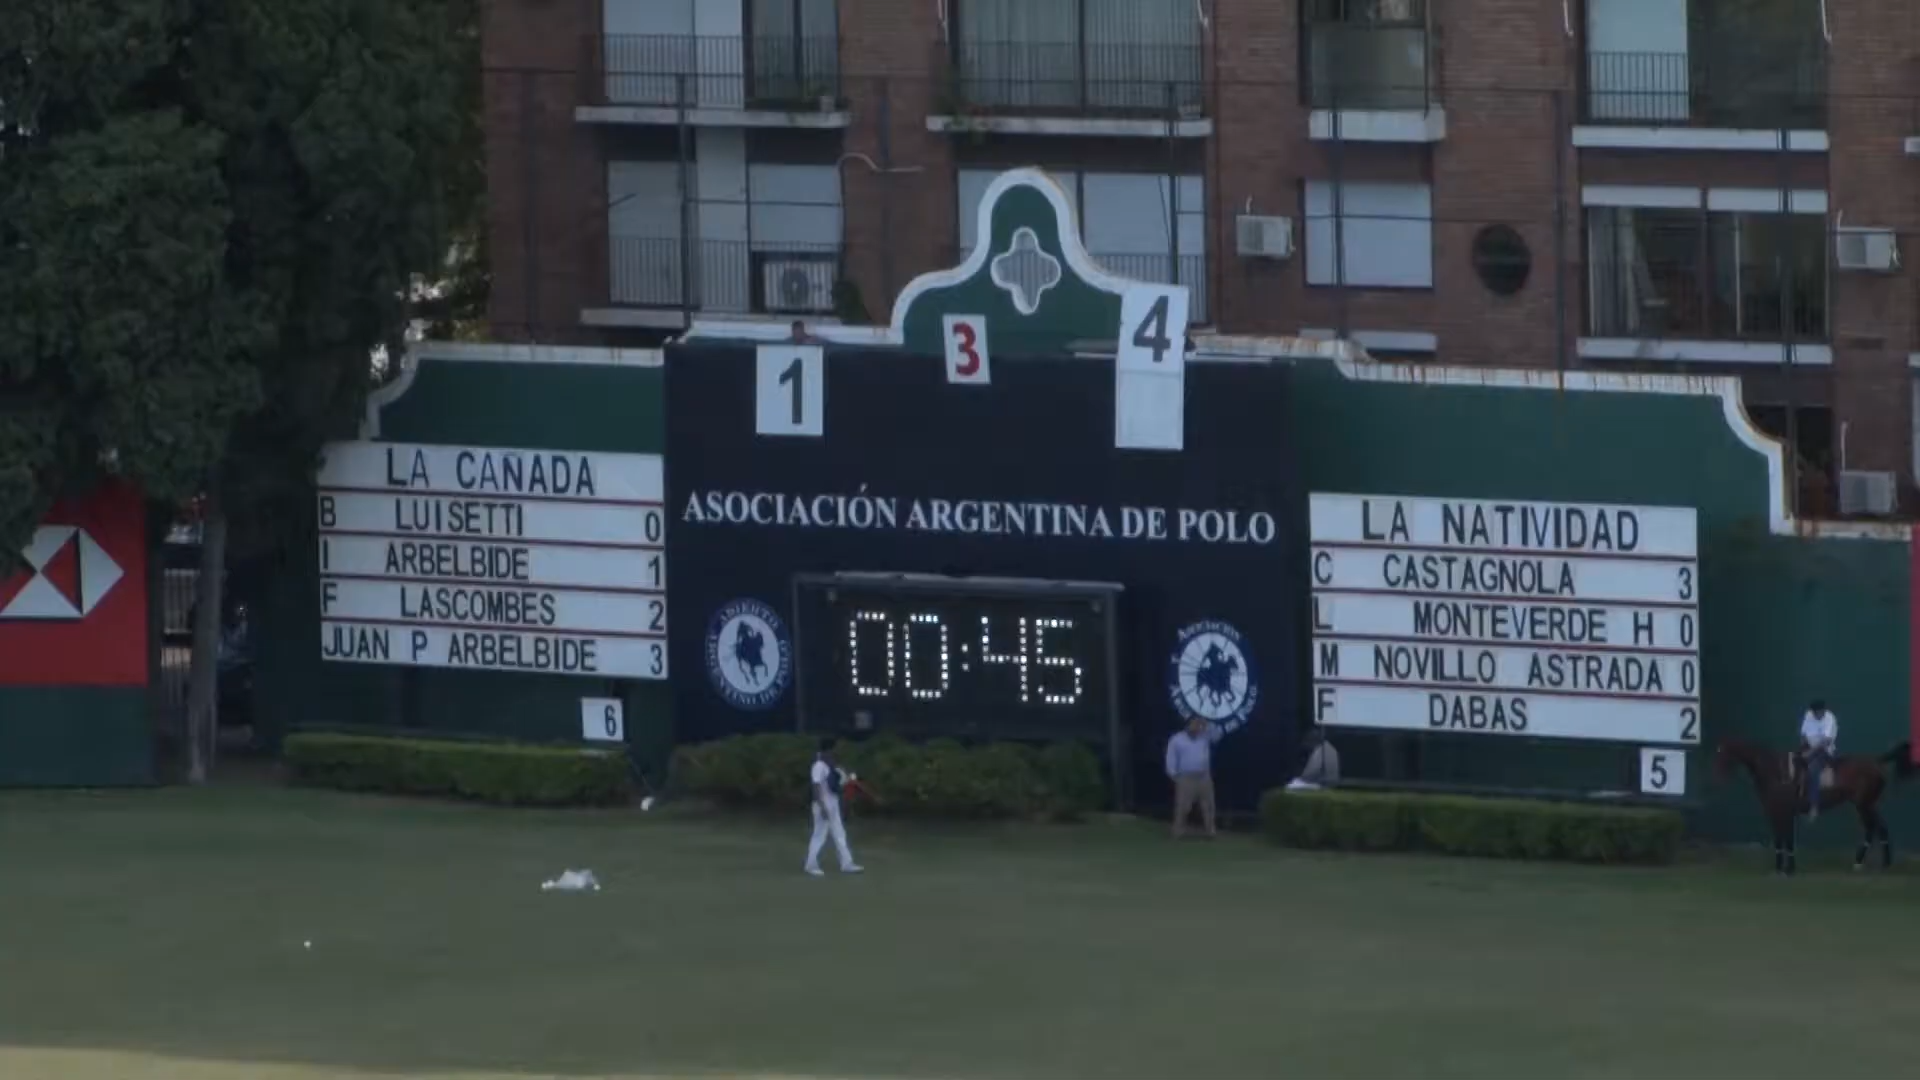 1
3
4
LA CAÑADA
B LUISETTI 0
I ARBELBIDE 1
F LASCOMBES 2
JUAN P ARBELBIDE 3
6
ASOCIACIÓN ARGENTINA DE POLO
00:45
LA NATIVIDAD
C CASTAGNOLA 3
L MONTEVERDE H 0
M NOVILLO ASTRADA 0
F DABAS 2
5